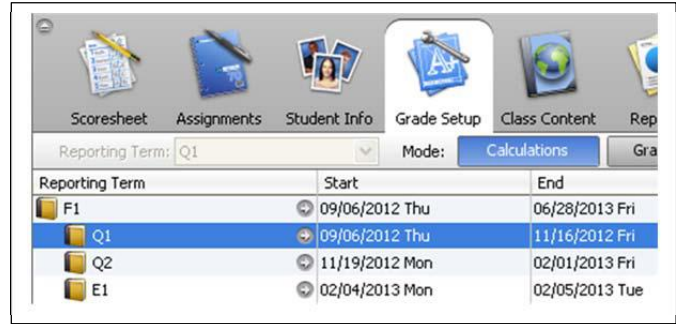 Scoresheet Assignments Student Info Grade Setup Class Content Rep
Reporting Term: Q1 Mode: Calculations Gra
Reporting Term Start End
F1 09/06/2012 Thu 06/28/2013 Fri
Q1 09/06/2012 Thu 11/16/2012 Fri
Q2 11/19/2012 Mon 02/01/2013 Fri
E1 02/04/2013 Mon 02/05/2013 Tue